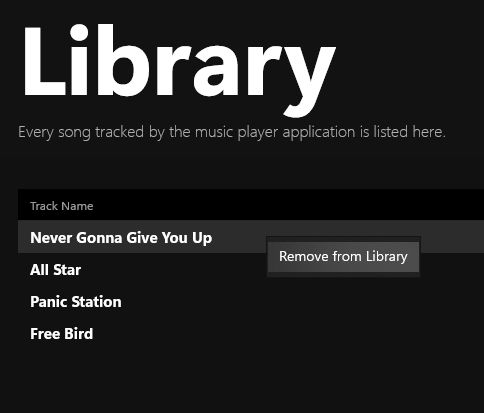 Library
Every song tracked by the music player application is listed here.
Track Name
Never Gonna Give You Up
Remove from Library
All Star
Panic Station
Free Bird